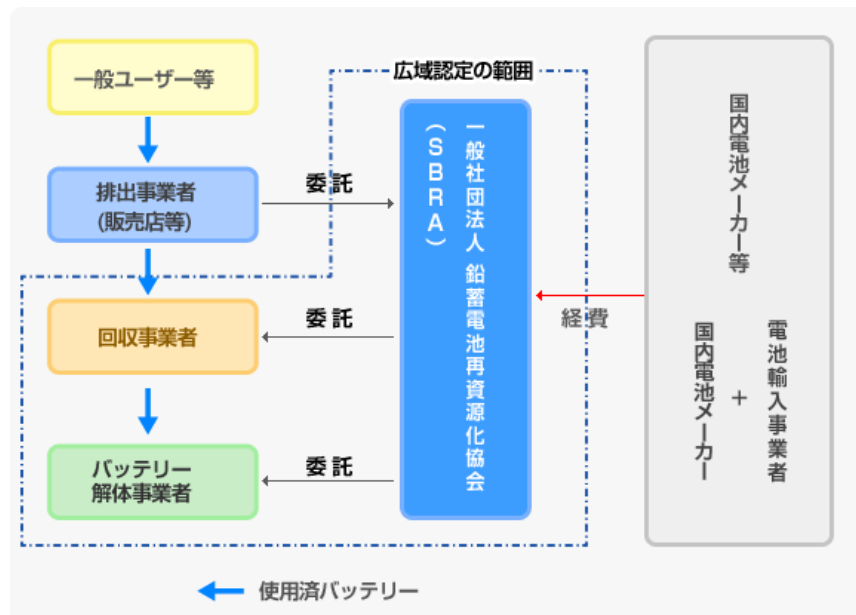 一般ユーザー等
広域認定の範囲
排出事業者
(販売店等)
委託
一般社団法人 鉛蓄電池再資源化協会
(SBRA)
国内電池メーカー等
回収事業者
委託
経費
電池輸入事業者
+
国内電池メーカー
バッテリー
解体事業者
委託
使用済バッテリー